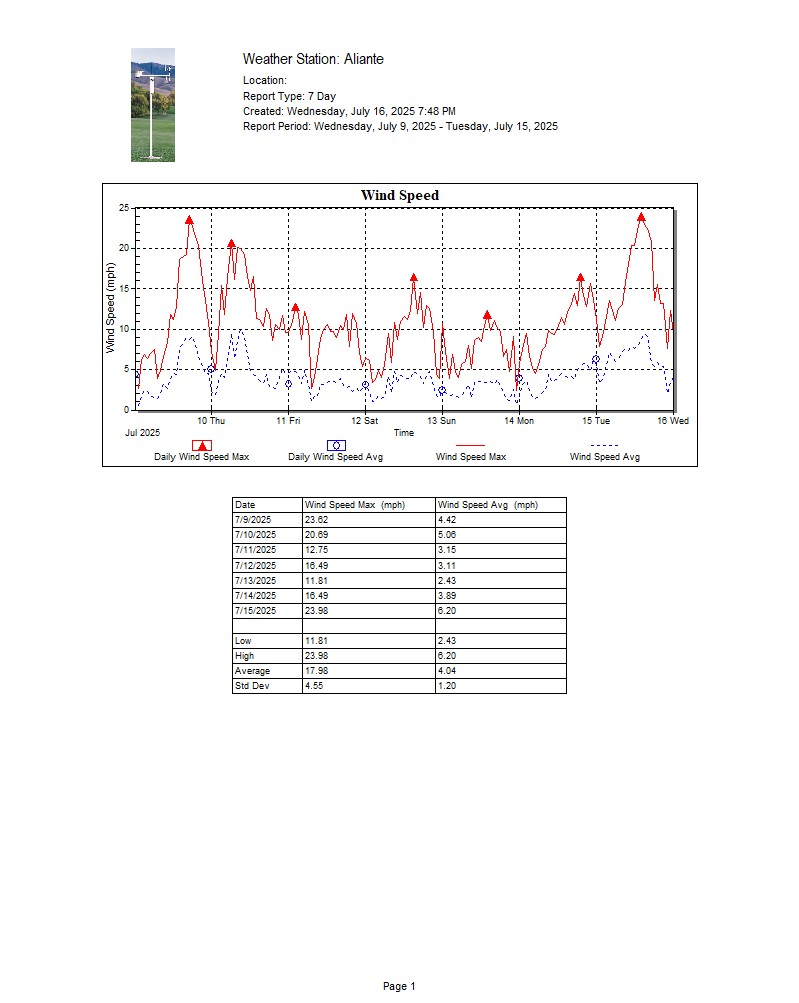 Weather Station: Aliante
Location:
Report Type: 7 Day
Created: Wednesday, July 16, 2025 7:48 PM
Report Period: Wednesday, July 9, 2025 - Tuesday, July 15, 2025
Wind Speed
Wind Speed (mph)
25
20
15
10
5
0
10 Thu 11 Fri 12 Sat 13 Sun 14 Mon 15 Tue 16 Wed
Jul 2025 Time
Daily Wind Speed Max Daily Wind Speed Avg Wind Speed Max Wind Speed Avg
Date Wind Speed Max (mph) Wind Speed Avg (mph)
7/9/2025 23.62 4.42
7/10/2025 20.69 5.06
7/11/2025 12.75 3.15
7/12/2025 16.49 3.11
7/13/2025 11.81 2.43
7/14/2025 16.49 3.89
7/15/2025 23.98 6.20
Low 11.81 2.43
High 23.98 6.20
Average 17.98 4.04
Std Dev 4.55 1.20
Page 1